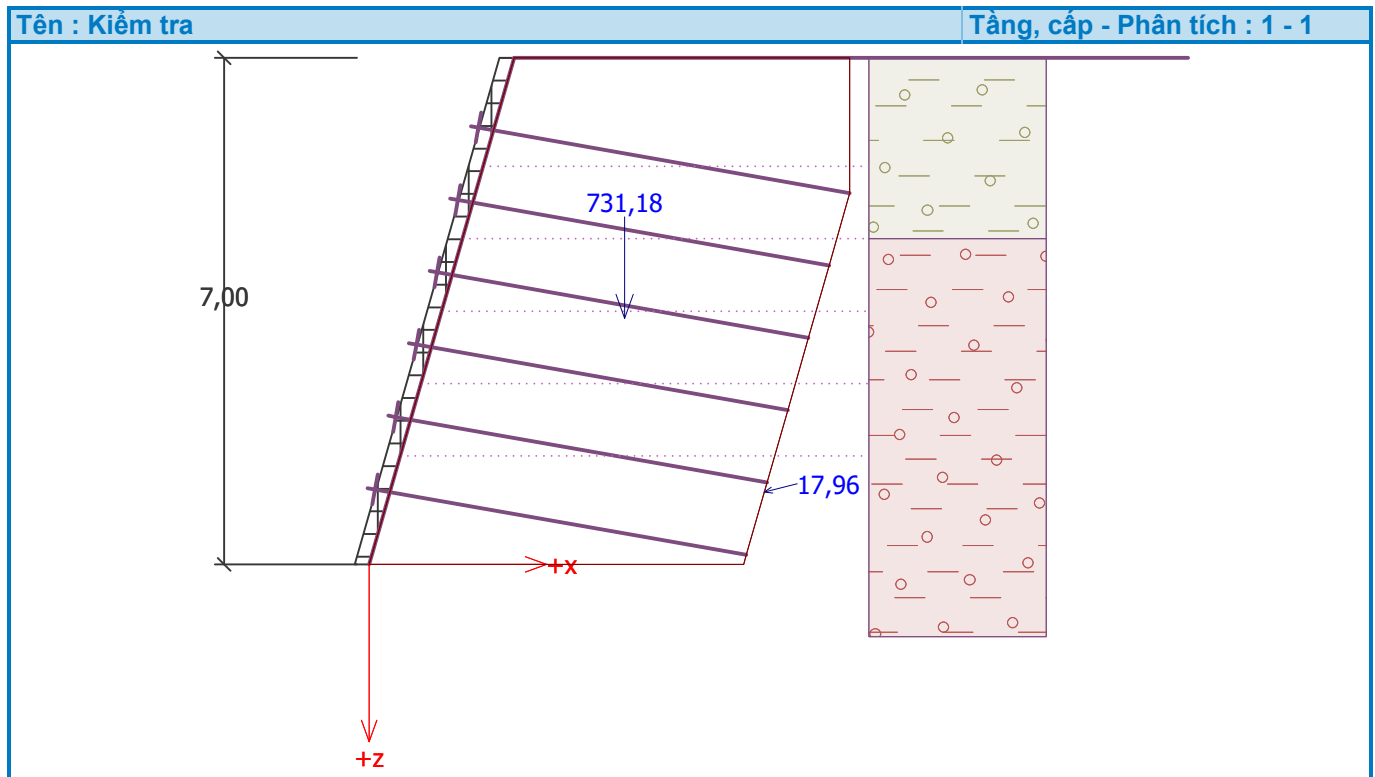 Tên : Kiểm tra
Tầng, cấp - Phân tích : 1 - 1
731,18
7,00
17,96
+x
+z